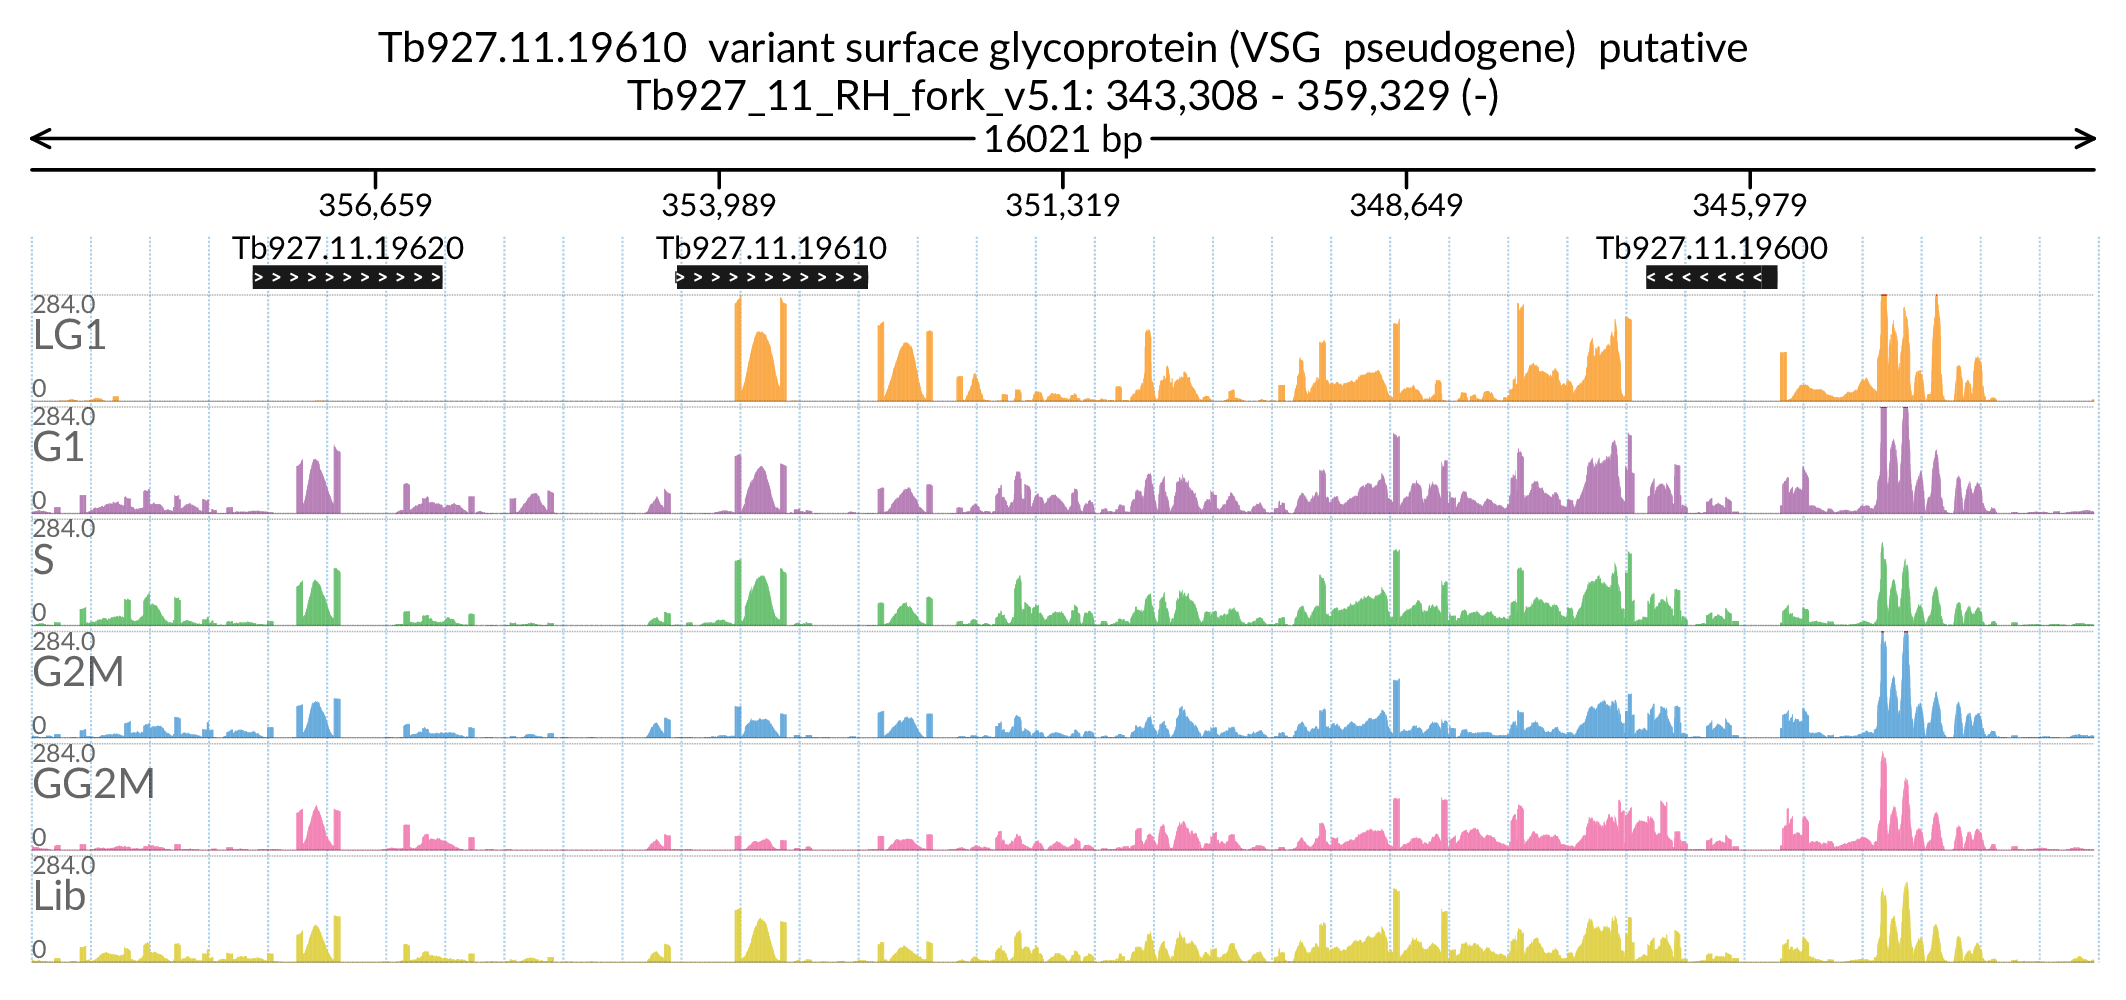 Tb927.11.19610 variant surface glycoprotein (VSG pseudogene) putative
Tb927_11_RH_fork_v5.1: 343,308 - 359,329 (-)
16021 bp
356,659 353,989 351,319 348,649 345,979
Tb927.11.19620 Tb927.11.19610 Tb927.11.19600
284.0
LG1
0
284.0
G1
0
284.0
S
0
284.0
G2M
0
284.0
GG2M
0
284.0
Lib
0